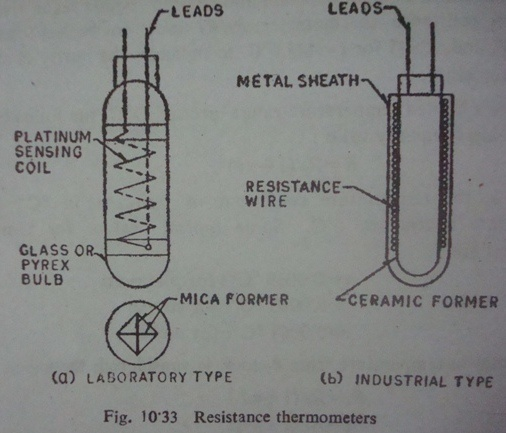 LEADS
PLATINUM
SENSING
COIL
GLASS OR
PYREX
BULB
MICA FORMER
(a) LABORATORY TYPE
LEADS
METAL SHEATH
RESISTANCE
WIRE
CERAMIC FORMER
(b) INDUSTRIAL TYPE
Fig. 10·33 Resistance thermometers